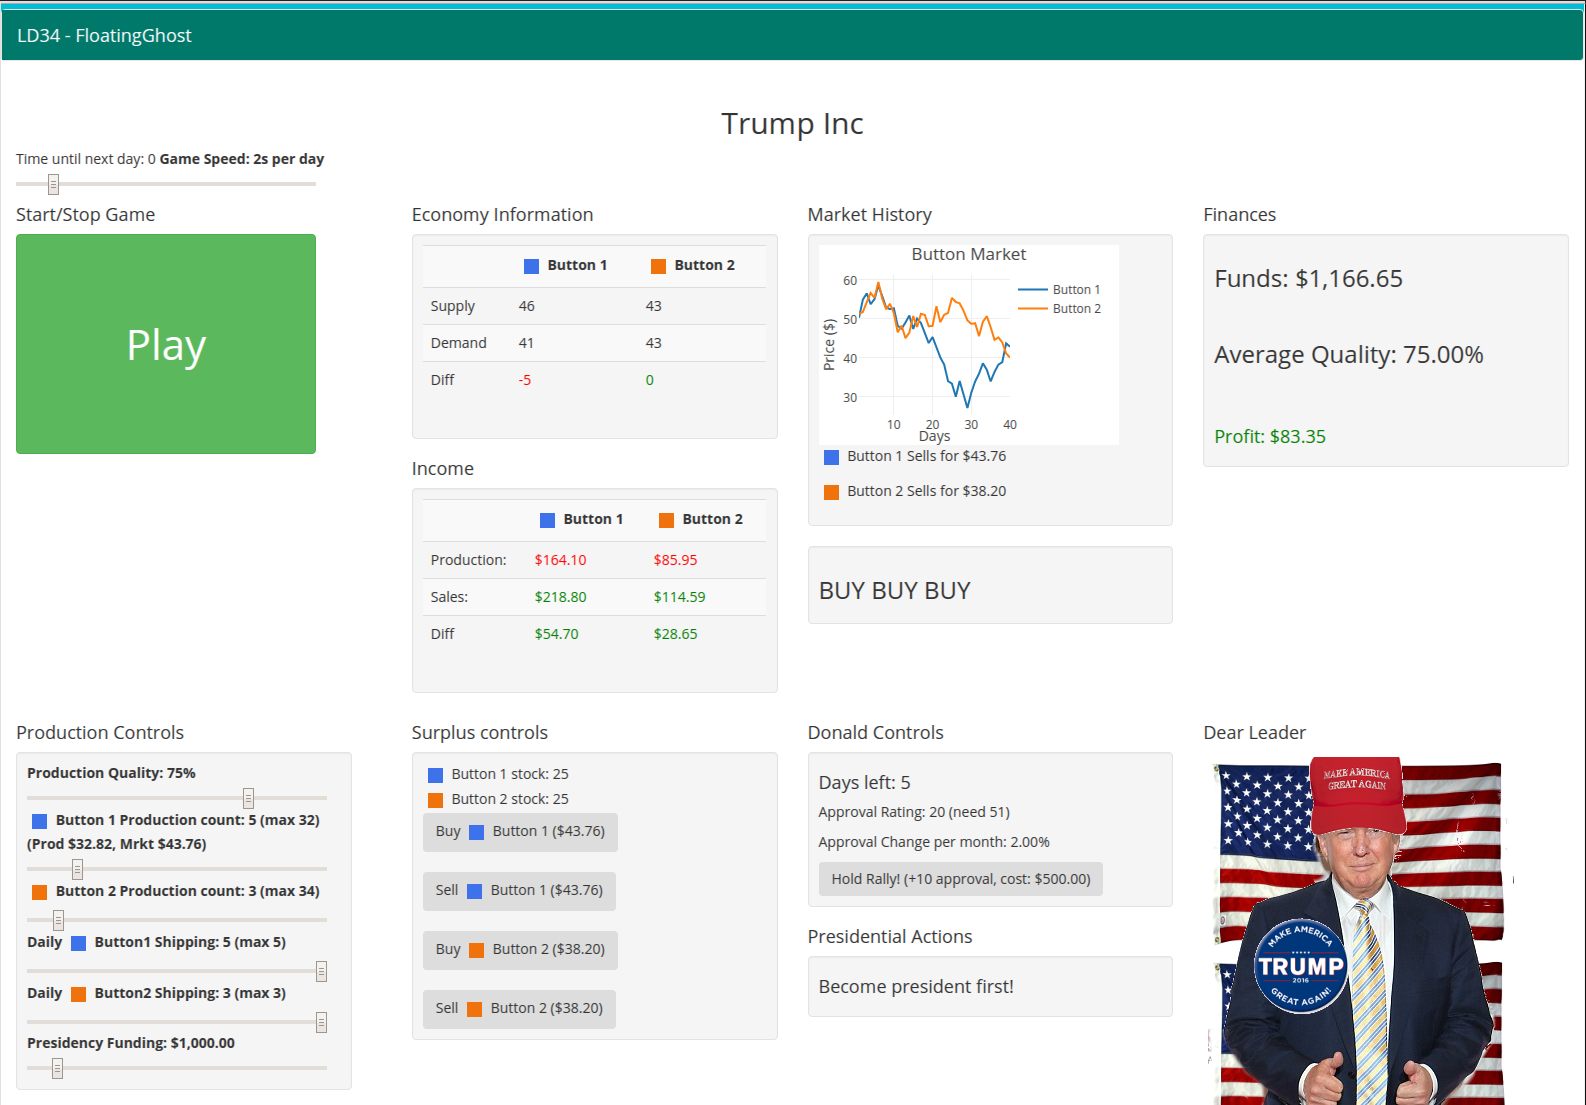 LD34 - FloatingGhost
Trump Inc
Time until next day: 0 Game Speed: 2s per day
Start/Stop Game
Play
Economy Information
Button 1 Button 2
Supply 46 43
Demand 41 43
Diff -5 0
Income
Button 1 Button 2
Production: $164.10 $85.95
Sales: $218.80 $114.59
Diff $54.70 $28.65
Market History
Button Market
Price ($)
60
50
40
30
10 20 30 40
Days
Button 1
Button 2
Button 1 Sells for $43.76
Button 2 Sells for $38.20
BUY BUY BUY
Finances
Funds: $1,166.65
Average Quality: 75.00%
Profit: $83.35
Production Controls
Production Quality: 75%
Button 1 Production count: 5 (max 32)
(Prod $32.82, Mrkt $43.76)
Button 2 Production count: 3 (max 34)
Daily Button1 Shipping: 5 (max 5)
Daily Button2 Shipping: 3 (max 3)
Presidency Funding: $1,000.00
Surplus controls
Button 1 stock: 25
Button 2 stock: 25
Buy Button 1 ($43.76)
Sell Button 1 ($43.76)
Buy Button 2 ($38.20)
Sell Button 2 ($38.20)
Donald Controls
Days left: 5
Approval Rating: 20 (need 51)
Approval Change per month: 2.00%
Hold Rally! (+10 approval, cost: $500.00)
Presidential Actions
Become president first!
Dear Leader
MAKE AMERICA
GREAT AGAIN
MAKE AMERICA
TRUMP
2016
GREAT AGAIN!